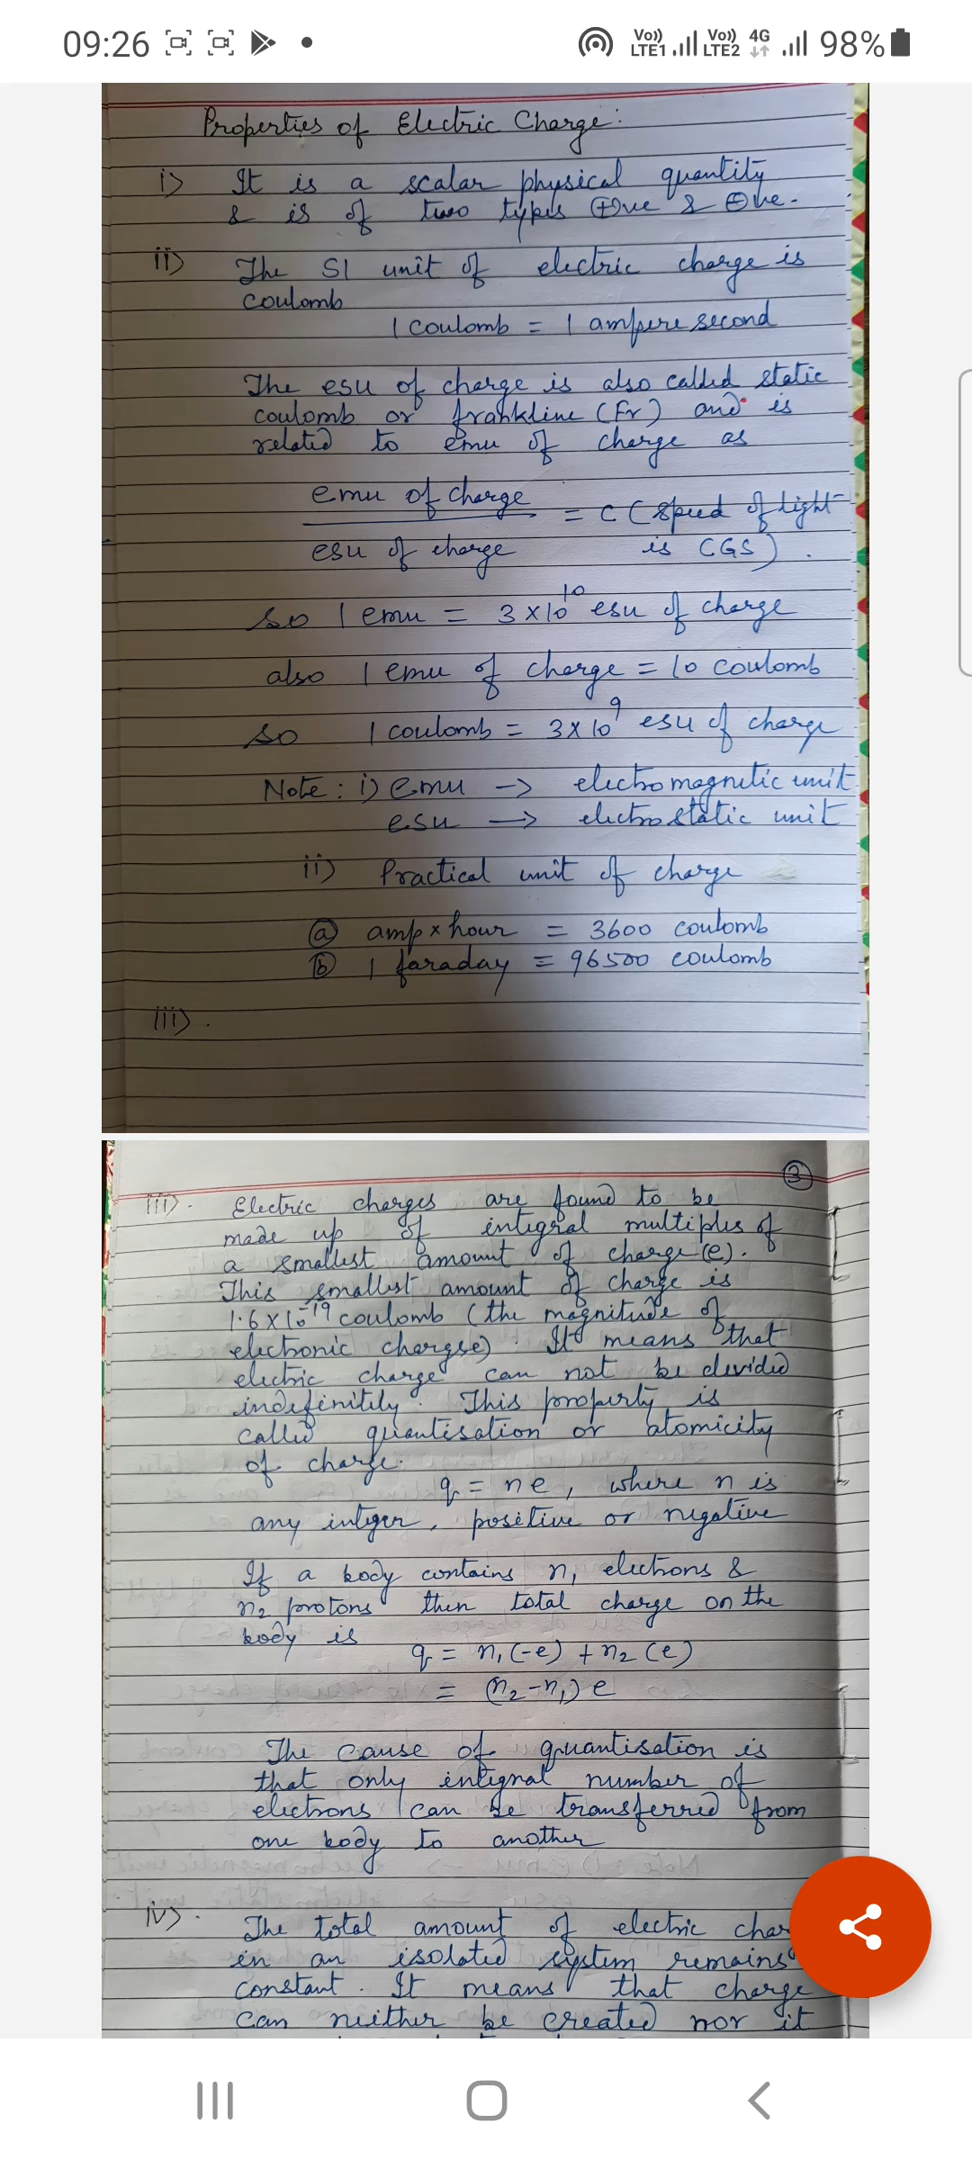 09:26
Vo)) LTE1 Vo)) LTE2 4G 98%
Properties of Electric Charge:
i) It is a scalar physical quantity
& is of two types ⊕ve & ⊖ve.
ii) The SI unit of electric charge is
coulomb
1 coulomb = 1 ampere second
The esu of charge is also called static
coulomb or frankline (Fr) and is
related to emu of charge as
emu of charge
= c (speed of light
esu of charge is CGS).
so 1 emu = 3×10¹⁰ esu of charge
also 1 emu of charge = 10 coulomb
so 1 coulomb = 3×10⁹ esu of charge
Note: i) emu → electromagnetic unit
esu → electrostatic unit
ii) Practical unit of charge
ⓐ amp × hour = 3600 coulomb
ⓑ 1 faraday = 96500 coulomb
iii).
③
iii). Electric charges are found to be
made up of integral multiples of
a smallest amount of charge (e).
This smallest amount of charge is
1.6×10⁻¹⁹ coulomb (the magnitude of
electronic chargse). It means that
electric charge can not be devided
indefinitily. This property is
called quantisation or atomicity
of charge.
q = ne, where n is
any integer, positive or negative
If a body contains n₁ electrons &
n₂ protons then total charge on the
body is
q = n₁(-e) + n₂(e)
= (n₂-n₁)e
The cause of quantisation is
that only integral number of
electrons can be transferred from
one body to another
iv). The total amount of electric char
in an isolated system remains
constant. It means that charge
can neither be created nor it